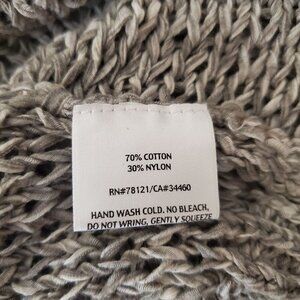 70% COTTON
30% NYLON
RN#78121/CA#34460
HAND WASH COLD. NO BLEACH,
DO NOT WRING, GENTLY SQUEEZE